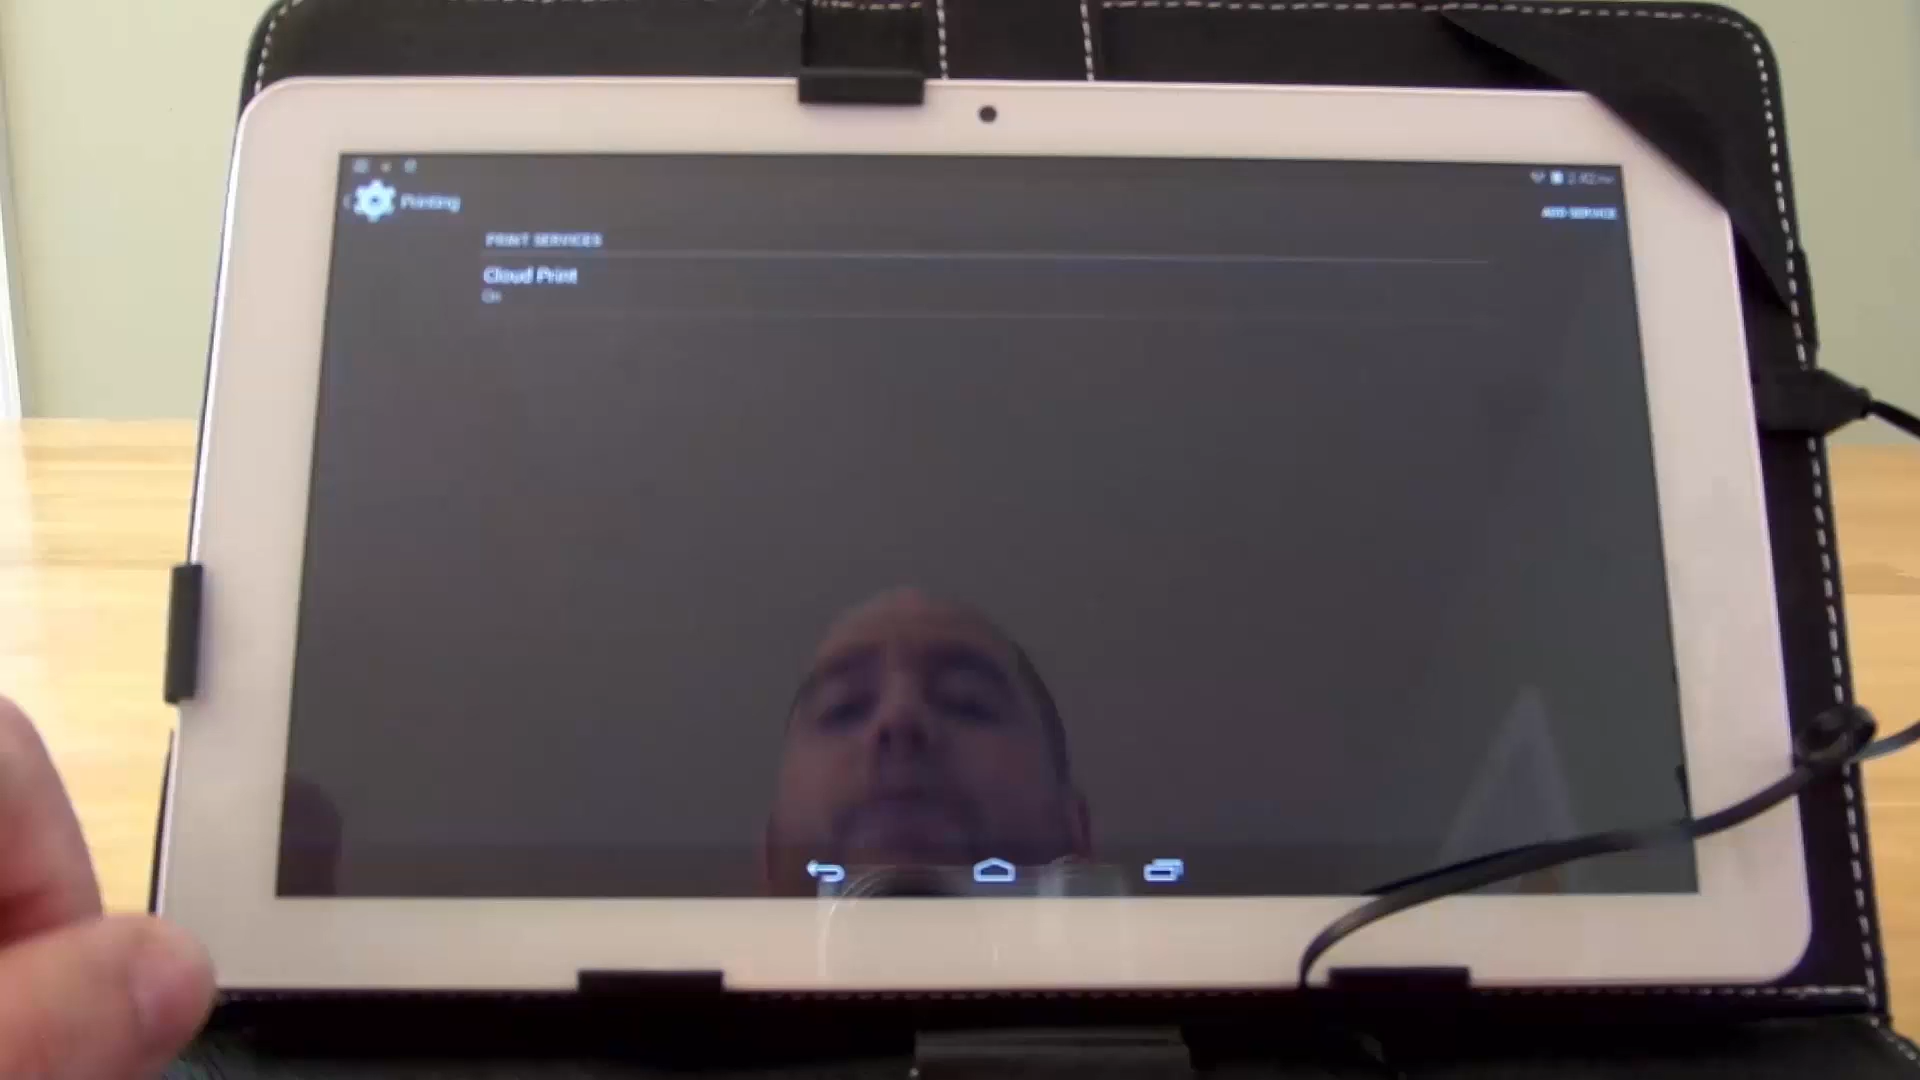 Printing
ADD SERVICE
PRINT SERVICES
Cloud Print
On